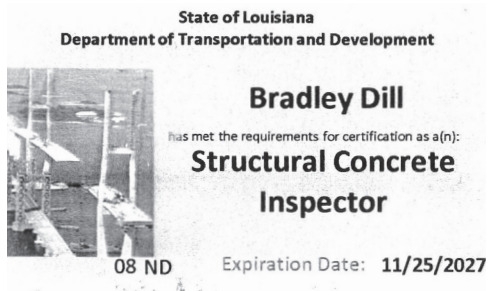 State of Louisiana
Department of Transportation and Development
Bradley Dill
has met the requirements for certification as a(n):
Structural Concrete
Inspector
08 ND
Expiration Date: 11/25/2027